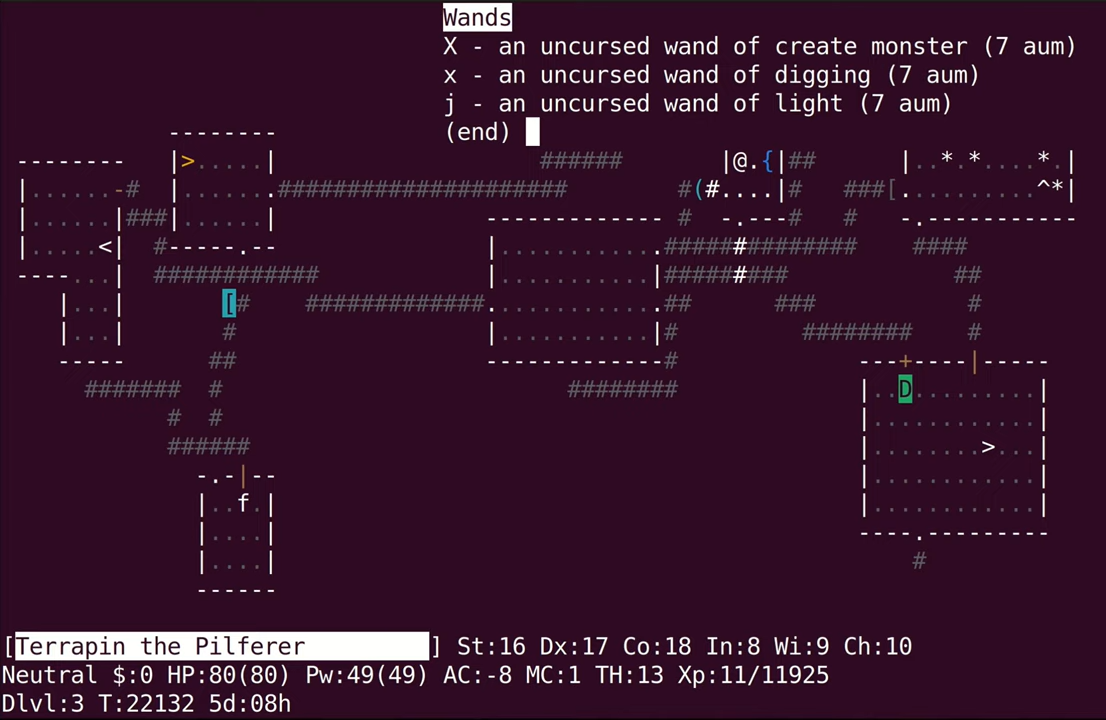 Wands
X - an uncursed wand of create monster (7 aum)
x - an uncursed wand of digging (7 aum)
j - an uncursed wand of light (7 aum)
(end)
[Terrapin the Pilferer ] St:16 Dx:17 Co:18 In:8 Wi:9 Ch:10
Neutral $:0 HP:80(80) Pw:49(49) AC:-8 MC:1 TH:13 Xp:11/11925
Dlvl:3 T:22132 5d:08h